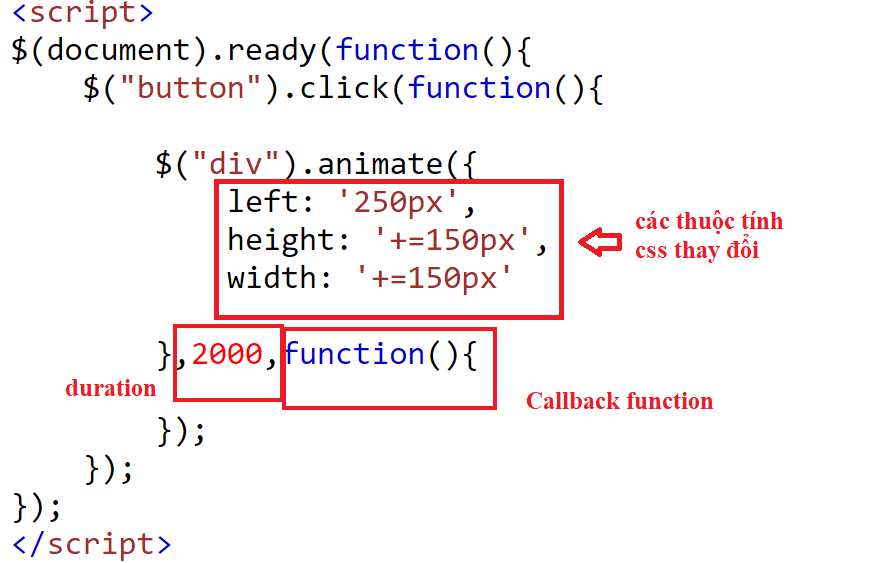 <script>
$(document).ready(function(){
$("button").click(function(){
$("div").animate({
left: '250px',
height: '+=150px',
width: '+=150px'
các thuộc tính
css thay đổi
},2000,function(){
duration
Callback function
});
});
});
</script>